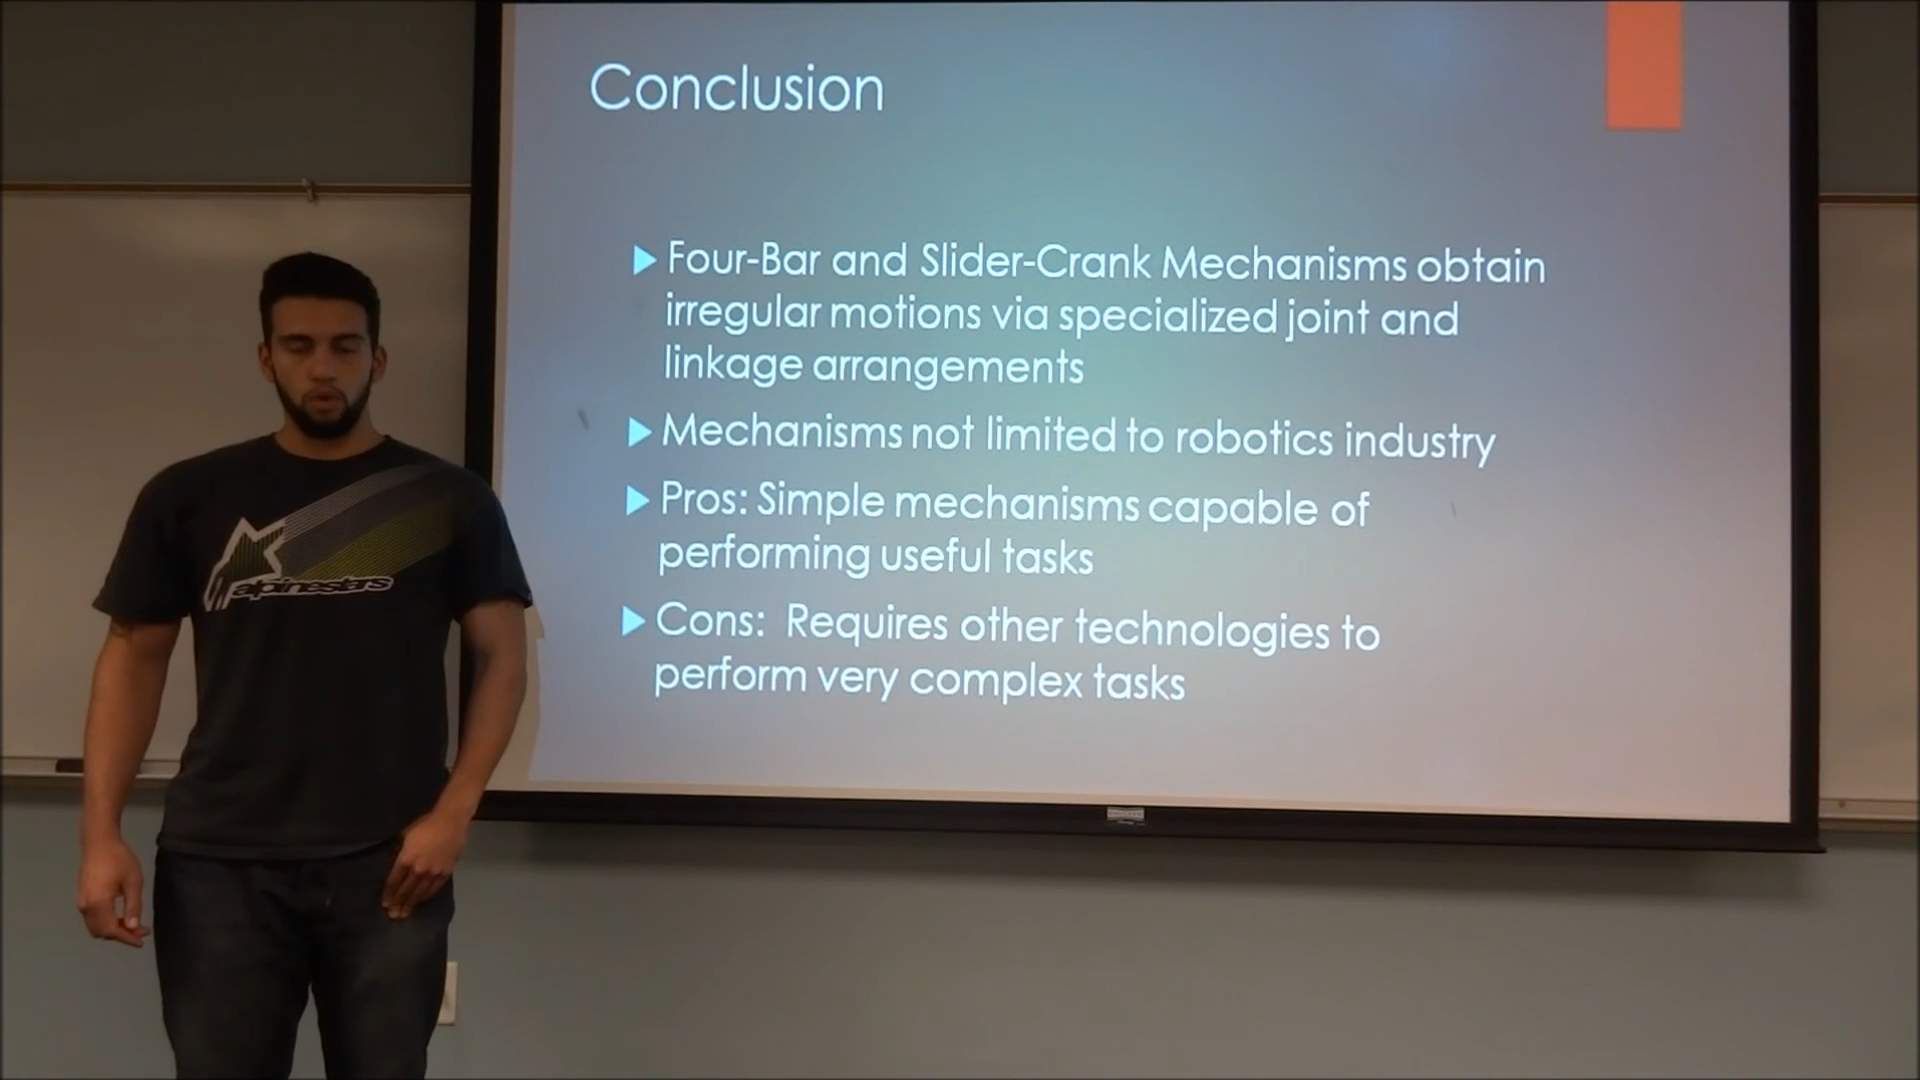 Conclusion
Four-Bar and Slider-Crank Mechanisms obtain
irregular motions via specialized joint and
linkage arrangements
Mechanisms not limited to robotics industry
Pros: Simple mechanisms capable of
performing useful tasks
Cons: Requires other technologies to
perform very complex tasks
alpinestars